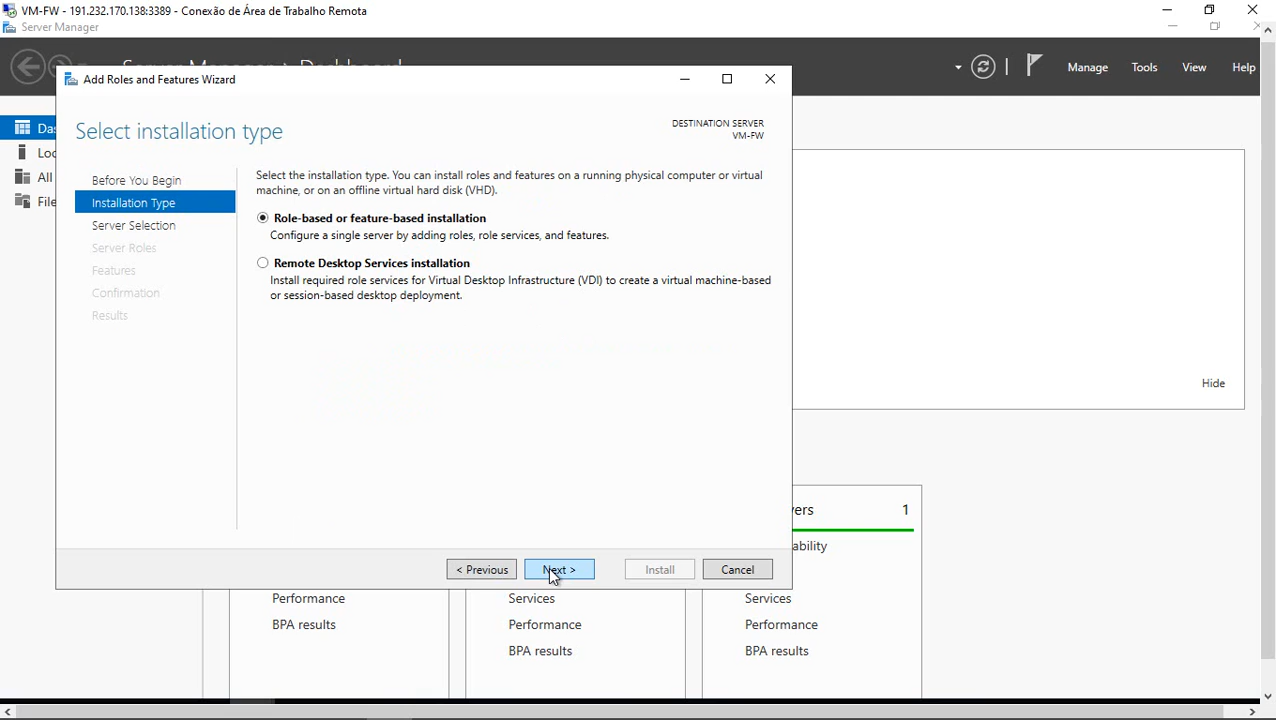 VM-FW - 191.232.170.138:3389 - Conexão de Área de Trabalho Remota
Server Manager
Manage
Tools
View
Help
Add Roles and Features Wizard
Select installation type
DESTINATION SERVER
VM-FW
Before You Begin
Installation Type
Server Selection
Server Roles
Features
Confirmation
Results
Select the installation type. You can install roles and features on a running physical computer or virtual
machine, or on an offline virtual hard disk (VHD).
Role-based or feature-based installation
Configure a single server by adding roles, role services, and features.
Remote Desktop Services installation
Install required role services for Virtual Desktop Infrastructure (VDI) to create a virtual machine-based
or session-based desktop deployment.
< Previous
Next >
Install
Cancel
All
Hide
1
Performance
BPA results
Services
Performance
BPA results
Services
Performance
BPA results